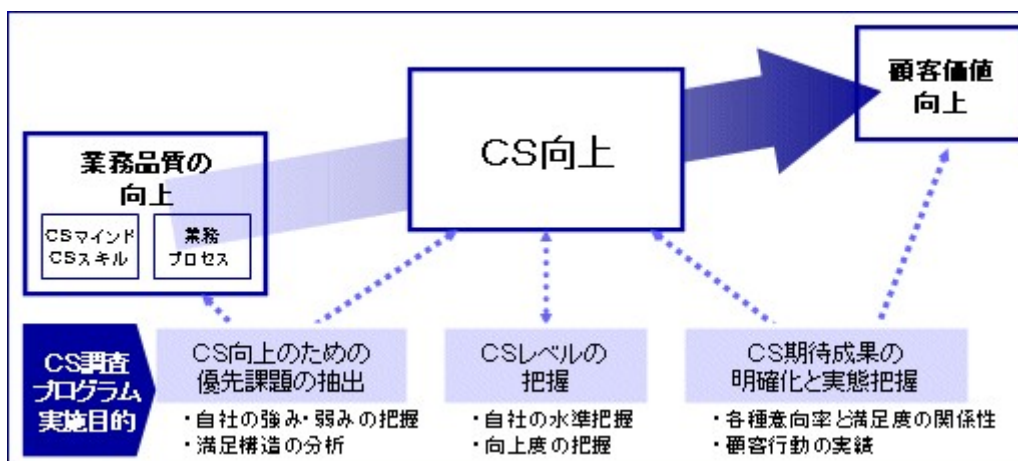 顧客価値
向上
CS向上
業務品質の
向上
CSマインド
CSスキル
業務
プロセス
CS調査
プログラム
実施目的
CS向上のための
優先課題の抽出
・自社の強み・弱みの把握
・満足構造の分析
CSレベルの
把握
・自社の水準把握
・向上度の把握
CS期待成果の
明確化と実態把握
・各種意向率と満足度の関係性
・顧客行動の実績